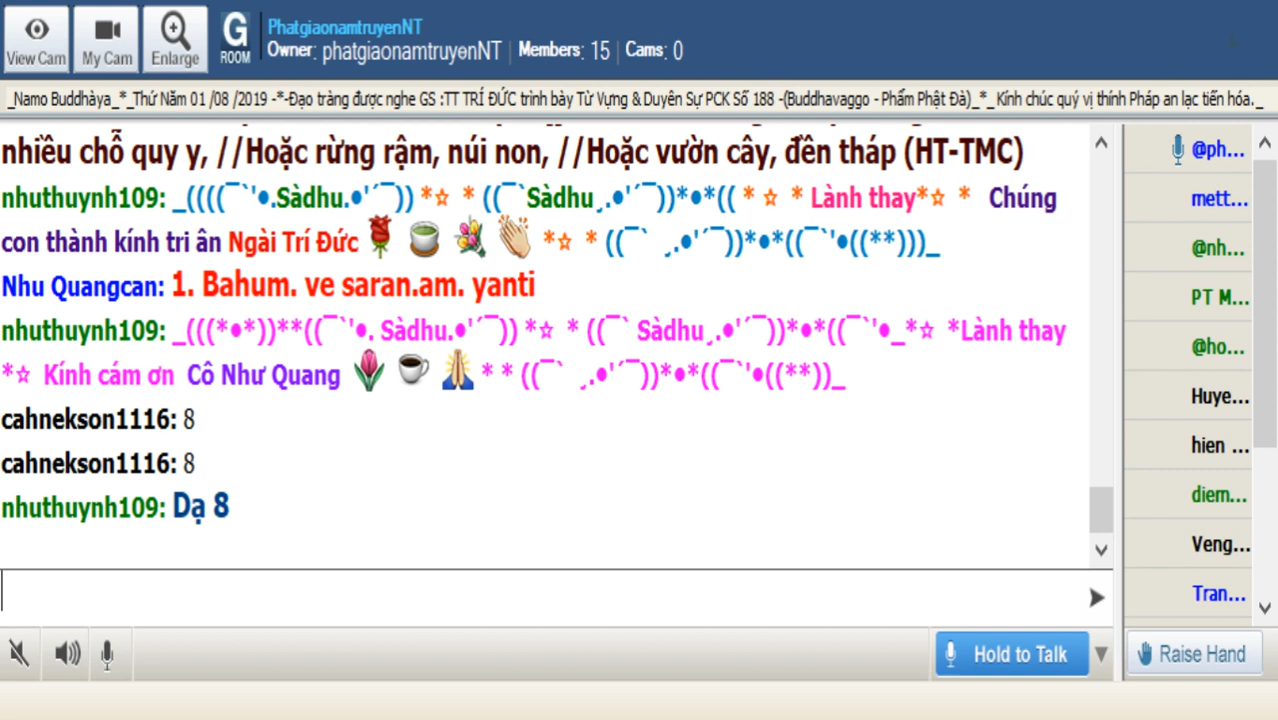 PhatgiaonamtruyenNT
View Cam My Cam Enlarge G ROOM Owner: phatgiaonamtruyenNT | Members: 15 | Cams: 0
_Namo Buddhàya_*_Thứ Năm 01 /08 /2019 -*-Đạo tràng được nghe GS :TT TRÍ ĐỨC trình bày Từ Vựng & Duyên Sự PCK Số 188 -(Buddhavaggo - Phẩm Phật Đà)_*_ Kính chúc quý vị thính Pháp an lạc tiến hóa._
nhiều chỗ quy y, //Hoặc rừng rậm, núi non, //Hoặc vườn cây, đền tháp (HT-TMC)
nhuthuynh109: _((((¯`'•.Sàdhu.•'´¯)) *☆ * ((¯`Sàdhu¸.•'´¯))*•*(( * ☆ * Lành thay*☆ * Chúng
con thành kính tri ân Ngài Trí Đức 🌹 🍵 💐 👏 *☆ * ((¯` ¸.•'´¯))*•*((¯`'•((**)))_
Nhu Quangcan: 1. Bahum. ve saran.am. yanti
nhuthuynh109: _(((*•*))**((¯`'•. Sàdhu.•'´¯)) *☆ * ((¯` Sàdhu¸.•'´¯))*•*((¯`'•_*☆ *Lành thay
*☆ Kính cám ơn Cô Như Quang 🌷 ☕ 🙏 * * ((¯` ¸.•'´¯))*•*((¯`'•((**))_
cahnekson1116: 8
cahnekson1116: 8
nhuthuynh109: Dạ 8
@ph...
mett...
@nh...
PT M...
@ho...
Huye...
hien ...
diem...
Veng...
Tran...
Hold to Talk
Raise Hand